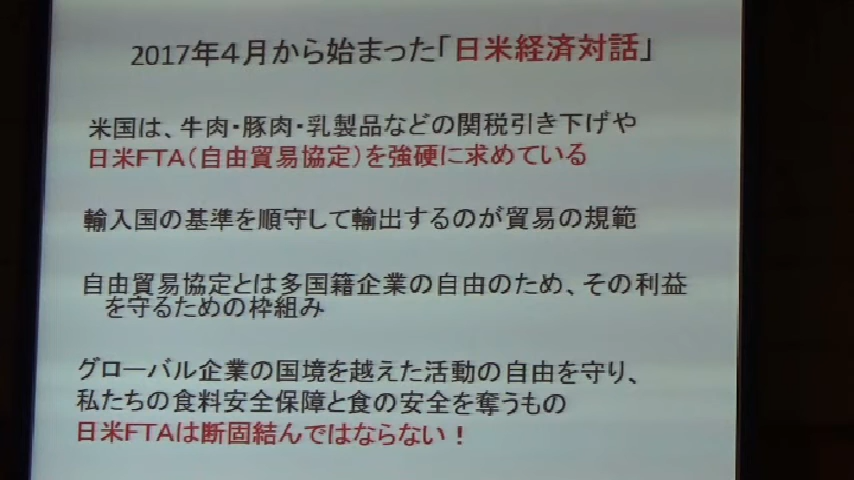 2017年４月から始まった「日米経済対話」
米国は、牛肉・豚肉・乳製品などの関税引き下げや
日米FTA（自由貿易協定）を強硬に求めている
輸入国の基準を順守して輸出するのが貿易の規範
自由貿易協定とは多国籍企業の自由のため、その利益
を守るための枠組み
グローバル企業の国境を越えた活動の自由を守り、
私たちの食料安全保障と食の安全を奪うもの
日米FTAは断固結んではならない！